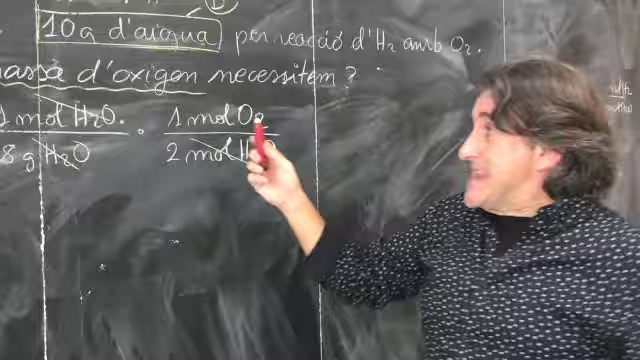 10g d'aigua per reacció d'H₂ amb O₂.
massa d'oxigen necessitem?
1 mol H₂O. · 1 mol O₂
8 g H₂O 2 mol H